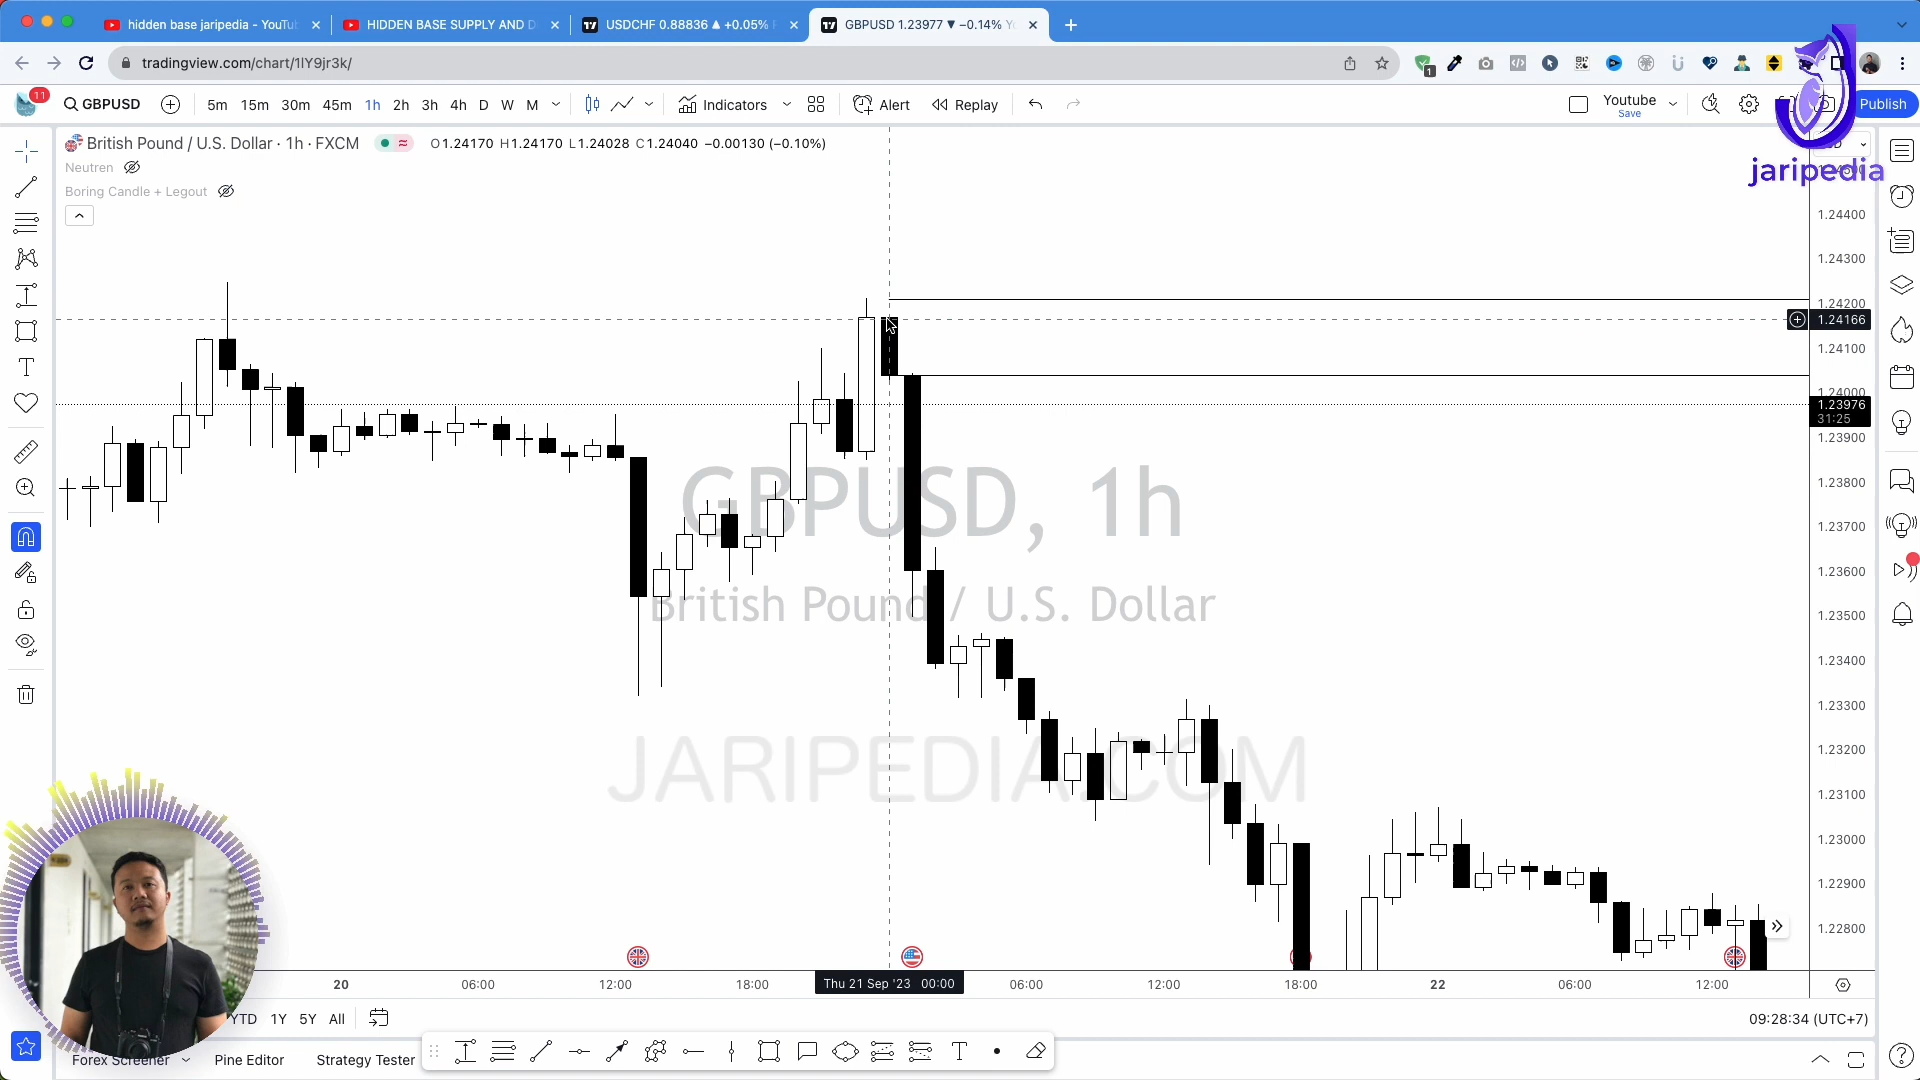 hidden base jaripedia - YouTu
HIDDEN BASE SUPPLY AND D
USDCHF 0.88836 ▲ +0.05%
GBPUSD 1.23977 ▼ −0.14%
tradingview.com/chart/1lY9jr3k/
1
11
GBPUSD
5m 15m 30m 45m 1h 2h 3h 4h D W M
Indicators
Alert
Replay
Youtube
Save
Publish
jaripedia
British Pound / U.S. Dollar · 1h · FXCM
O1.24170 H1.24170 L1.24028 C1.24040 −0.00130 (−0.10%)
Neutren
Boring Candle + Legout
1.24400
1.24300
1.24200
1.24166
1.24100
1.24000
1.23976
31:25
1.23900
1.23800
1.23700
1.23600
1.23500
1.23400
1.23300
1.23200
1.23100
1.23000
1.22900
1.22800
GBPUSD, 1h
British Pound / U.S. Dollar
JARIPEDIA.COM
20 06:00 12:00 18:00 Thu 21 Sep '23 00:00 06:00 12:00 18:00 22 06:00 12:00
YTD 1Y 5Y All
09:28:34 (UTC+7)
Forex Screener Pine Editor Strategy Tester